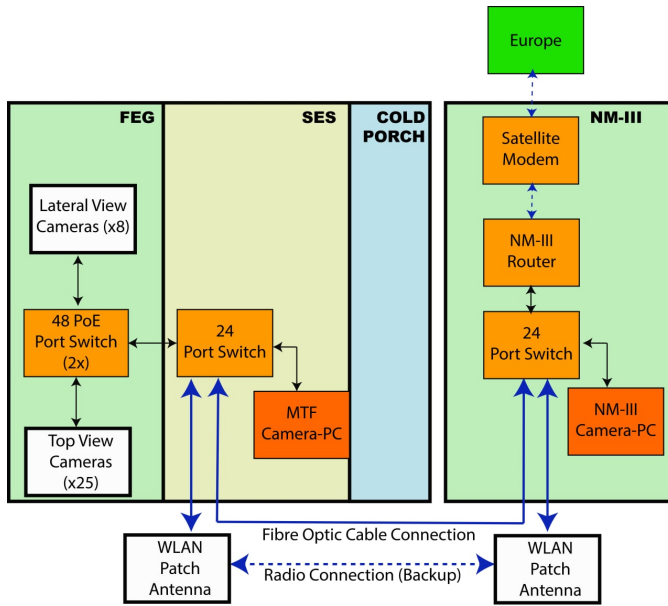 Europe
FEG
SES
COLD
PORCH
NM-III
Satellite
Modem
Lateral View
Cameras (x8)
NM-III
Router
48 PoE
Port Switch
(2x)
24
Port Switch
24
Port Switch
MTF
Camera-PC
NM-III
Camera-PC
Top View
Cameras
(x25)
Fibre Optic Cable Connection
WLAN
Patch
Antenna
Radio Connection (Backup)
WLAN
Patch
Antenna